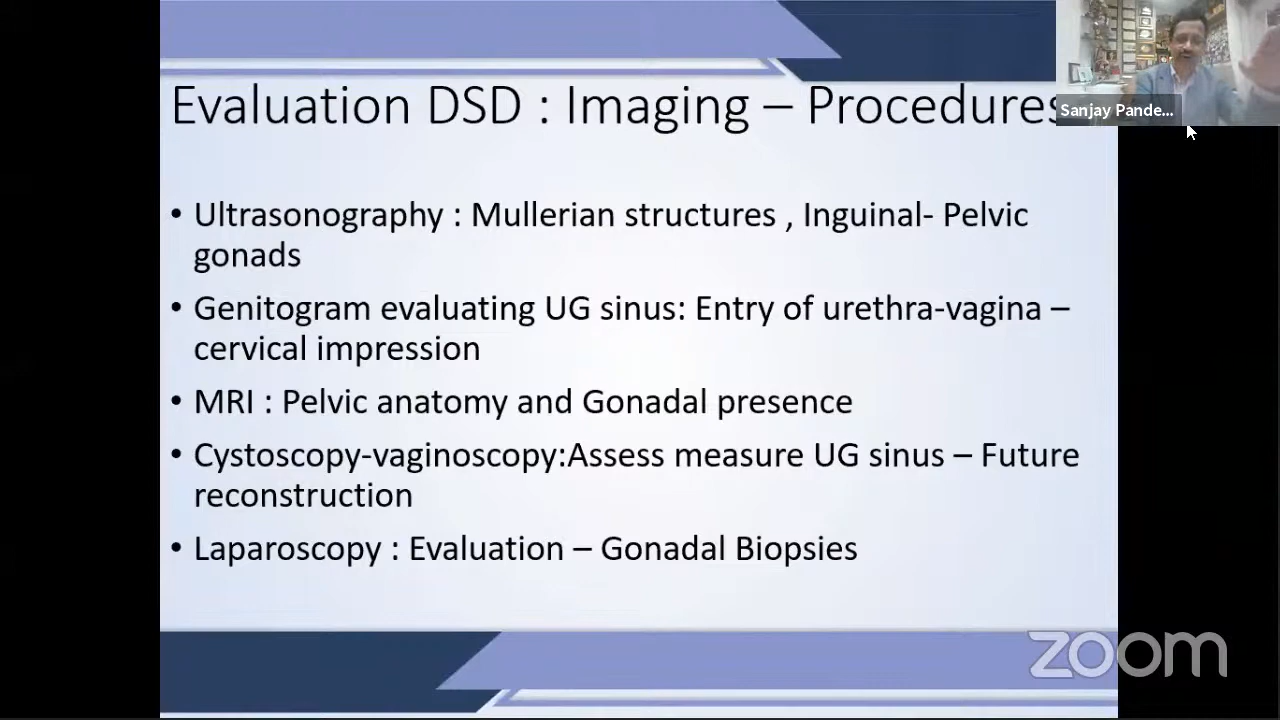 Evaluation DSD : Imaging – Procedures
Sanjay Pande...
• Ultrasonography : Mullerian structures , Inguinal- Pelvic
gonads
• Genitogram evaluating UG sinus: Entry of urethra-vagina –
cervical impression
• MRI : Pelvic anatomy and Gonadal presence
• Cystoscopy-vaginoscopy:Assess measure UG sinus – Future
reconstruction
• Laparoscopy : Evaluation – Gonadal Biopsies
zoom